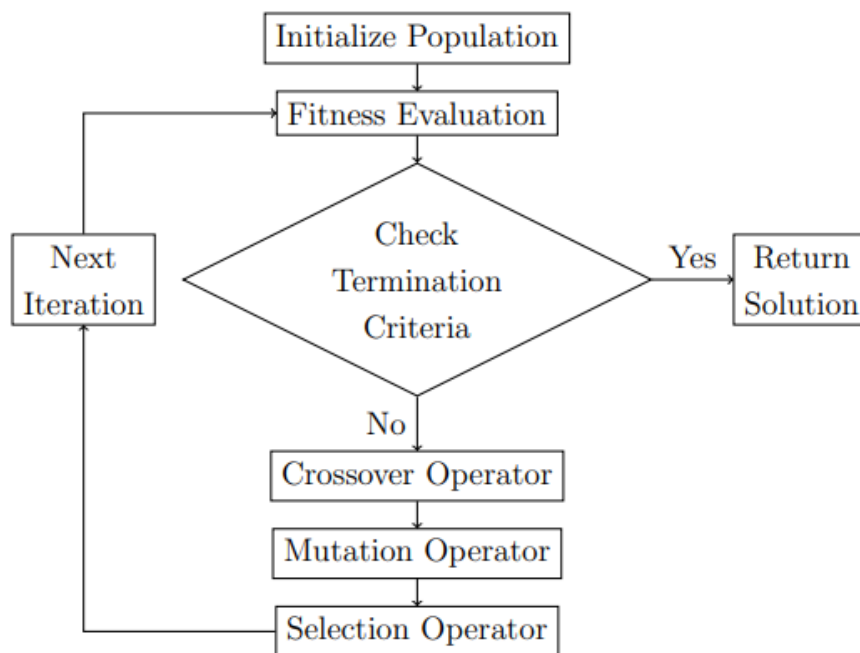 Initialize Population
Fitness Evaluation
Check
Termination
Criteria
Yes
Return
Solution
Next
Iteration
No
Crossover Operator
Mutation Operator
Selection Operator